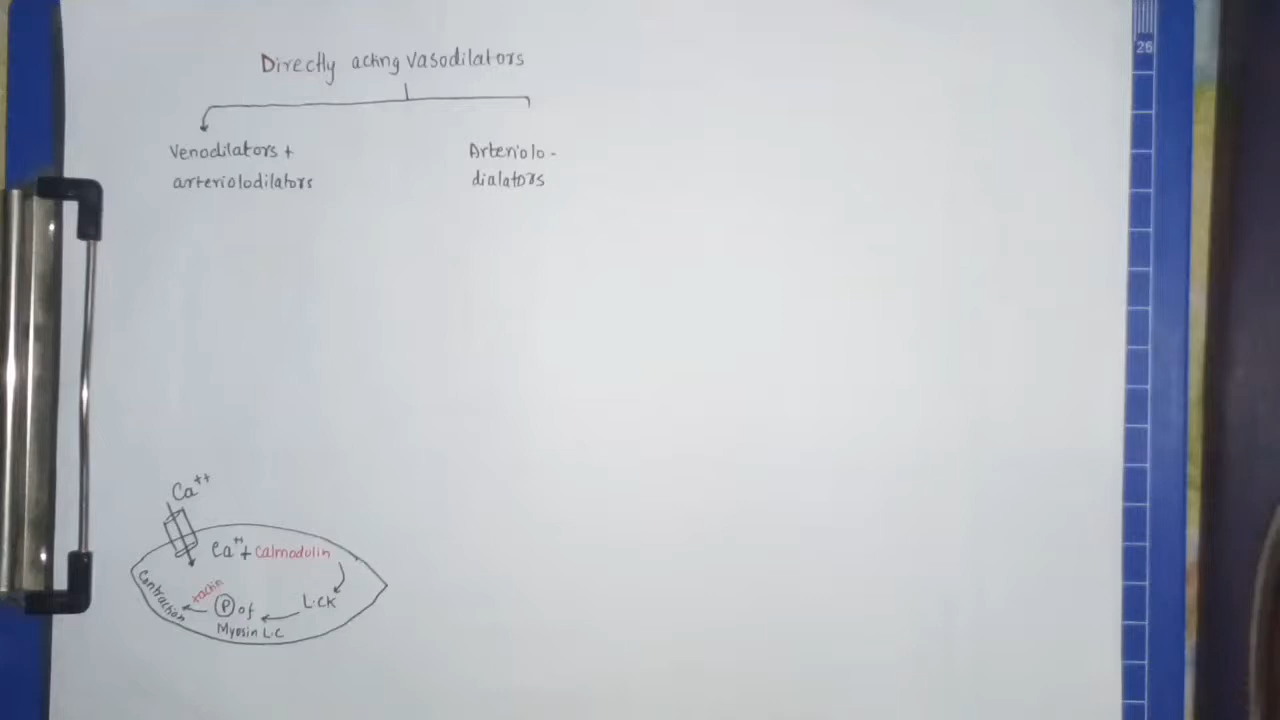 Directly acting vasodilators
Venodilators +
arteriolodilators
Arteriolo-
dialators
Ca++
Ca++ + Calmodulin
L.CK
P of
Myosin L.C
+actin
Contraction
26